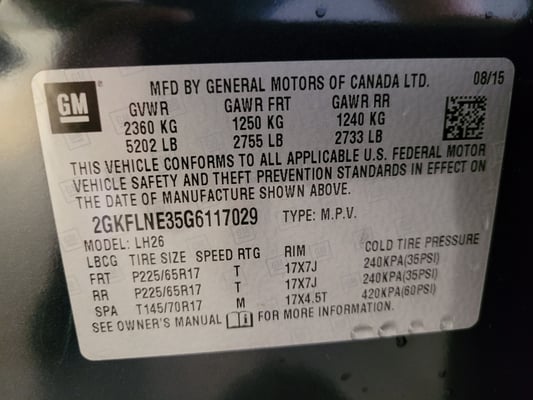 GM
MFD BY GENERAL MOTORS OF CANADA LTD. 08/15
GVWR GAWR FRT GAWR RR
2360 KG 1250 KG 1240 KG
5202 LB 2755 LB 2733 LB
THIS VEHICLE CONFORMS TO ALL APPLICABLE U.S. FEDERAL MOTOR
VEHICLE SAFETY AND THEFT PREVENTION STANDARDS IN EFFECT ON
THE DATE OF MANUFACTURE SHOWN ABOVE.
2GKFLNE35G6117029 TYPE: M.P.V.
MODEL: LH26
LBCG TIRE SIZE SPEED RTG RIM COLD TIRE PRESSURE
FRT P225/65R17 T 17X7J 240KPA(35PSI)
RR P225/65R17 T 17X7J 240KPA(35PSI)
SPA T145/70R17 M 17X4.5T 420KPA(60PSI)
SEE OWNER'S MANUAL FOR MORE INFORMATION.